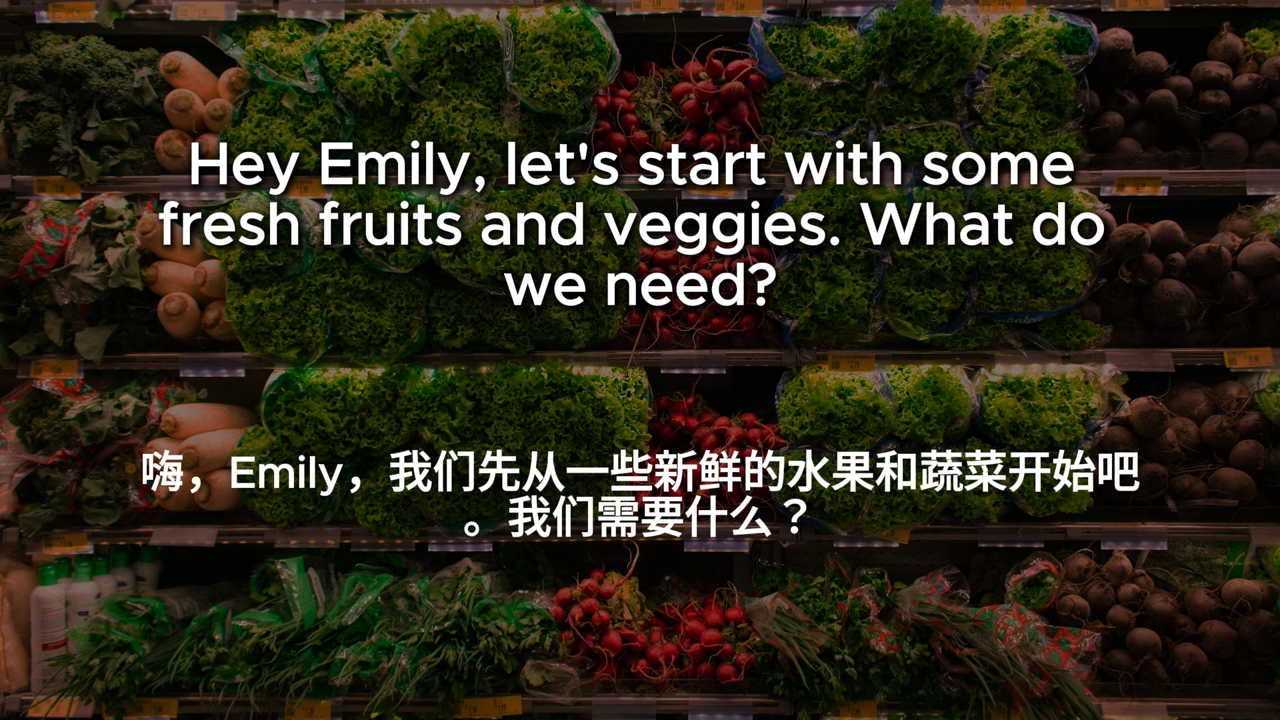 Hey Emily, let's start with some
fresh fruits and veggies. What do
we need?
嗨，Emily，我们先从一些新鲜的水果和蔬菜开始吧
。我们需要什么？